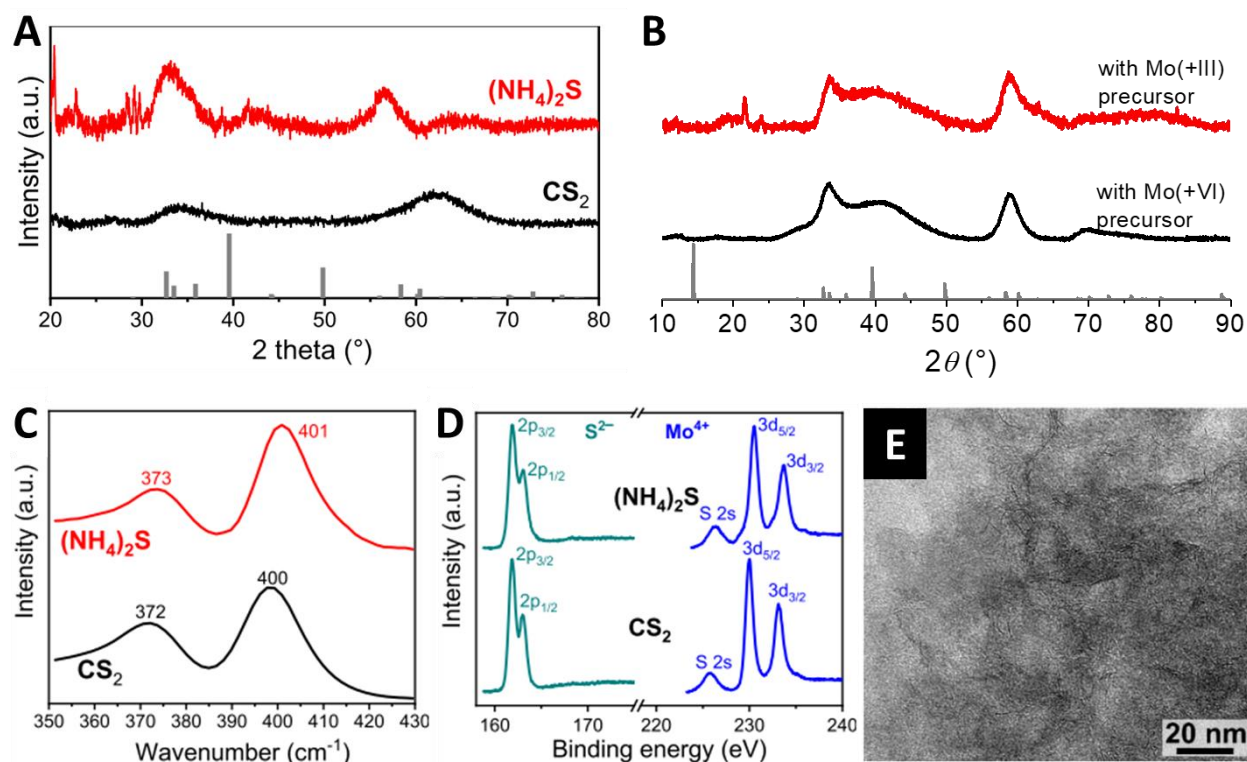 A
Intensity (a.u.)
(NH₄)₂S
CS₂
20 30 40 50 60 70 80
2 theta (°)
B
Intensity (a.u.)
with Mo(+III)
precursor
with Mo(+VI)
precursor
10 20 30 40 50 60 70 80 90
2θ (°)
C
Intensity (a.u.)
373
401
(NH₄)₂S
372
400
CS₂
350 360 370 380 390 400 410 430
Wavenumber (cm⁻¹)
D
Intensity (a.u.)
2p₃/₂
S²⁻
Mo⁴⁺
3d₅/₂
2p₁/₂
3d₃/₂
(NH₄)₂S
S 2s
2p₃/₂
3d₅/₂
2p₁/₂
3d₃/₂
CS₂
S 2s
160 170 220 230 240
Binding energy (eV)
E
20 nm